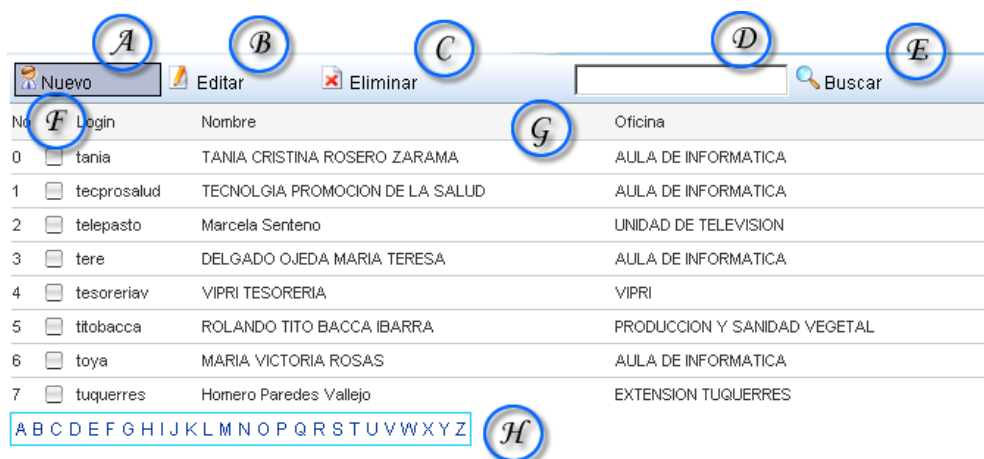 A B C D E
Nuevo Editar Eliminar Buscar
No F Login Nombre G Oficina
0 tania TANIA CRISTINA ROSERO ZARAMA AULA DE INFORMATICA
1 tecprosalud TECNOLGIA PROMOCION DE LA SALUD AULA DE INFORMATICA
2 telepasto Marcela Senteno UNIDAD DE TELEVISION
3 tere DELGADO OJEDA MARIA TERESA AULA DE INFORMATICA
4 tesoreriav VIPRI TESORERIA VIPRI
5 titobacca ROLANDO TITO BACCA IBARRA PRODUCCION Y SANIDAD VEGETAL
6 toya MARIA VICTORIA ROSAS AULA DE INFORMATICA
7 tuquerres Homero Paredes Vallejo EXTENSION TUQUERRES
A B C D E F G H I J K L M N O P Q R S T U V W X Y Z H